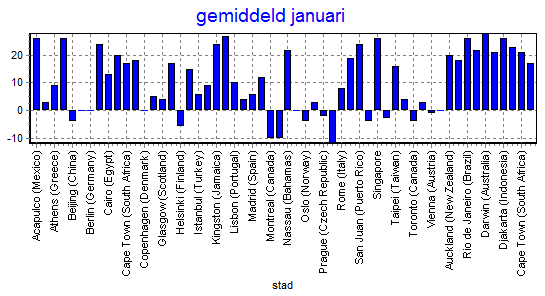 gemiddeld januari
20
10
0
-10
Acapulco (Mexico)
Athens (Greece)
Beijing (China)
Berlin (Germany)
Cairo (Egypt)
Cape Town (South Africa)
Copenhagen (Denmark)
Glasgow (Scotland)
Helsinki (Finland)
Istanbul (Turkey)
Kingston (Jamaica)
Lisbon (Portugal)
Madrid (Spain)
Montreal (Canada)
Nassau (Bahamas)
Oslo (Norway)
Prague (Czech Republic)
Rome (Italy)
San Juan (Puerto Rico)
Singapore
Taipei (Taiwan)
Toronto (Canada)
Vienna (Austria)
Auckland (New Zealand)
Rio de Janeiro (Brazil)
Darwin (Australia)
Djakarta (Indonesia)
Cape Town (South Africa)
stad